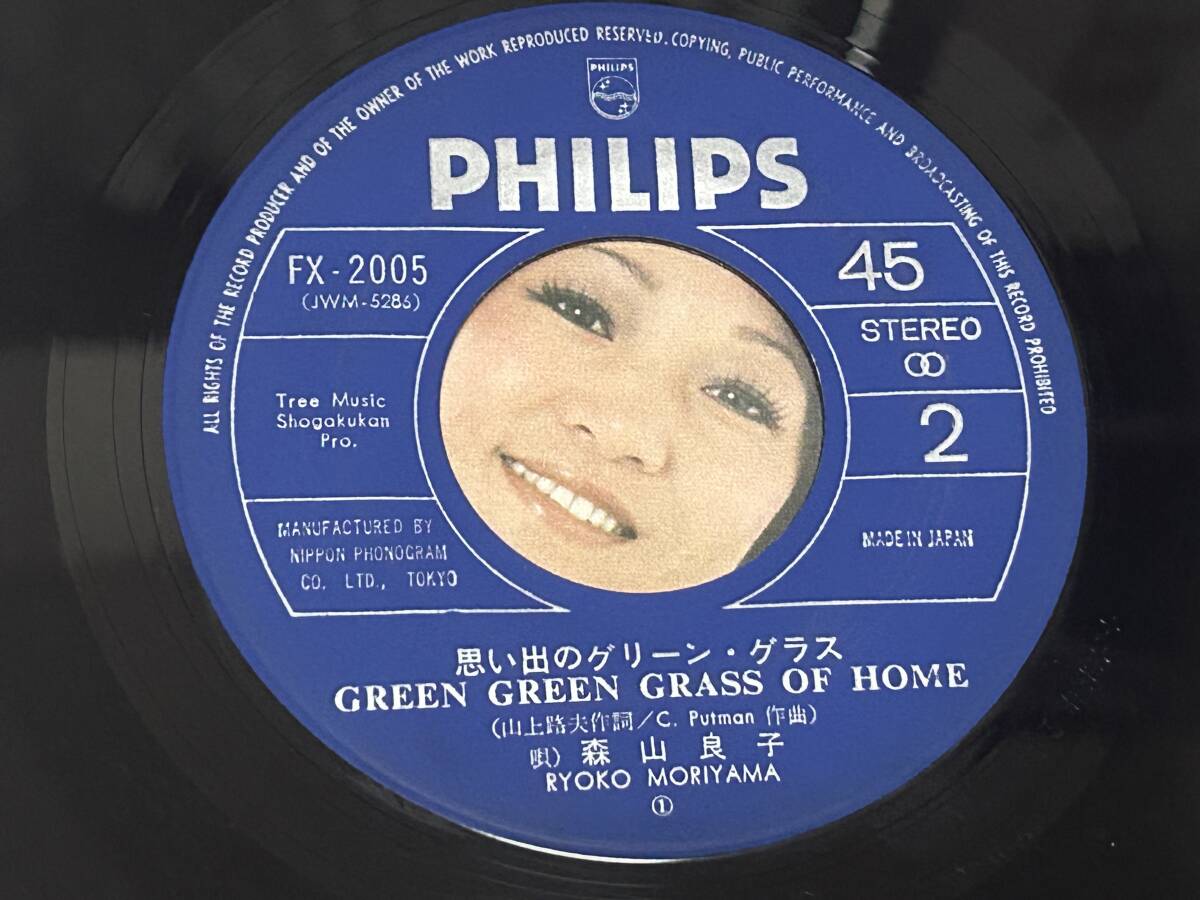 ALL RIGHTS OF THE RECORD PRODUCER AND OF THE OWNER OF THE WORK REPRODUCED RESERVED. COPYING, PUBLIC PERFORMANCE AND BROADCASTING OF THIS RECORD PROHIBITED
PHILIPS
PHILIPS
FX-2005
(JWM-5286)
45
STEREO
2
Tree Music
Shogakukan
Pro.
MANUFACTURED BY
NIPPON PHONOGRAM
CO. LTD., TOKYO
MADE IN JAPAN
思い出のグリーン・グラス
GREEN GREEN GRASS OF HOME
(山上路夫作詞/C. Putman 作曲)
唄) 森山良子
RYOKO MORIYAMA
①